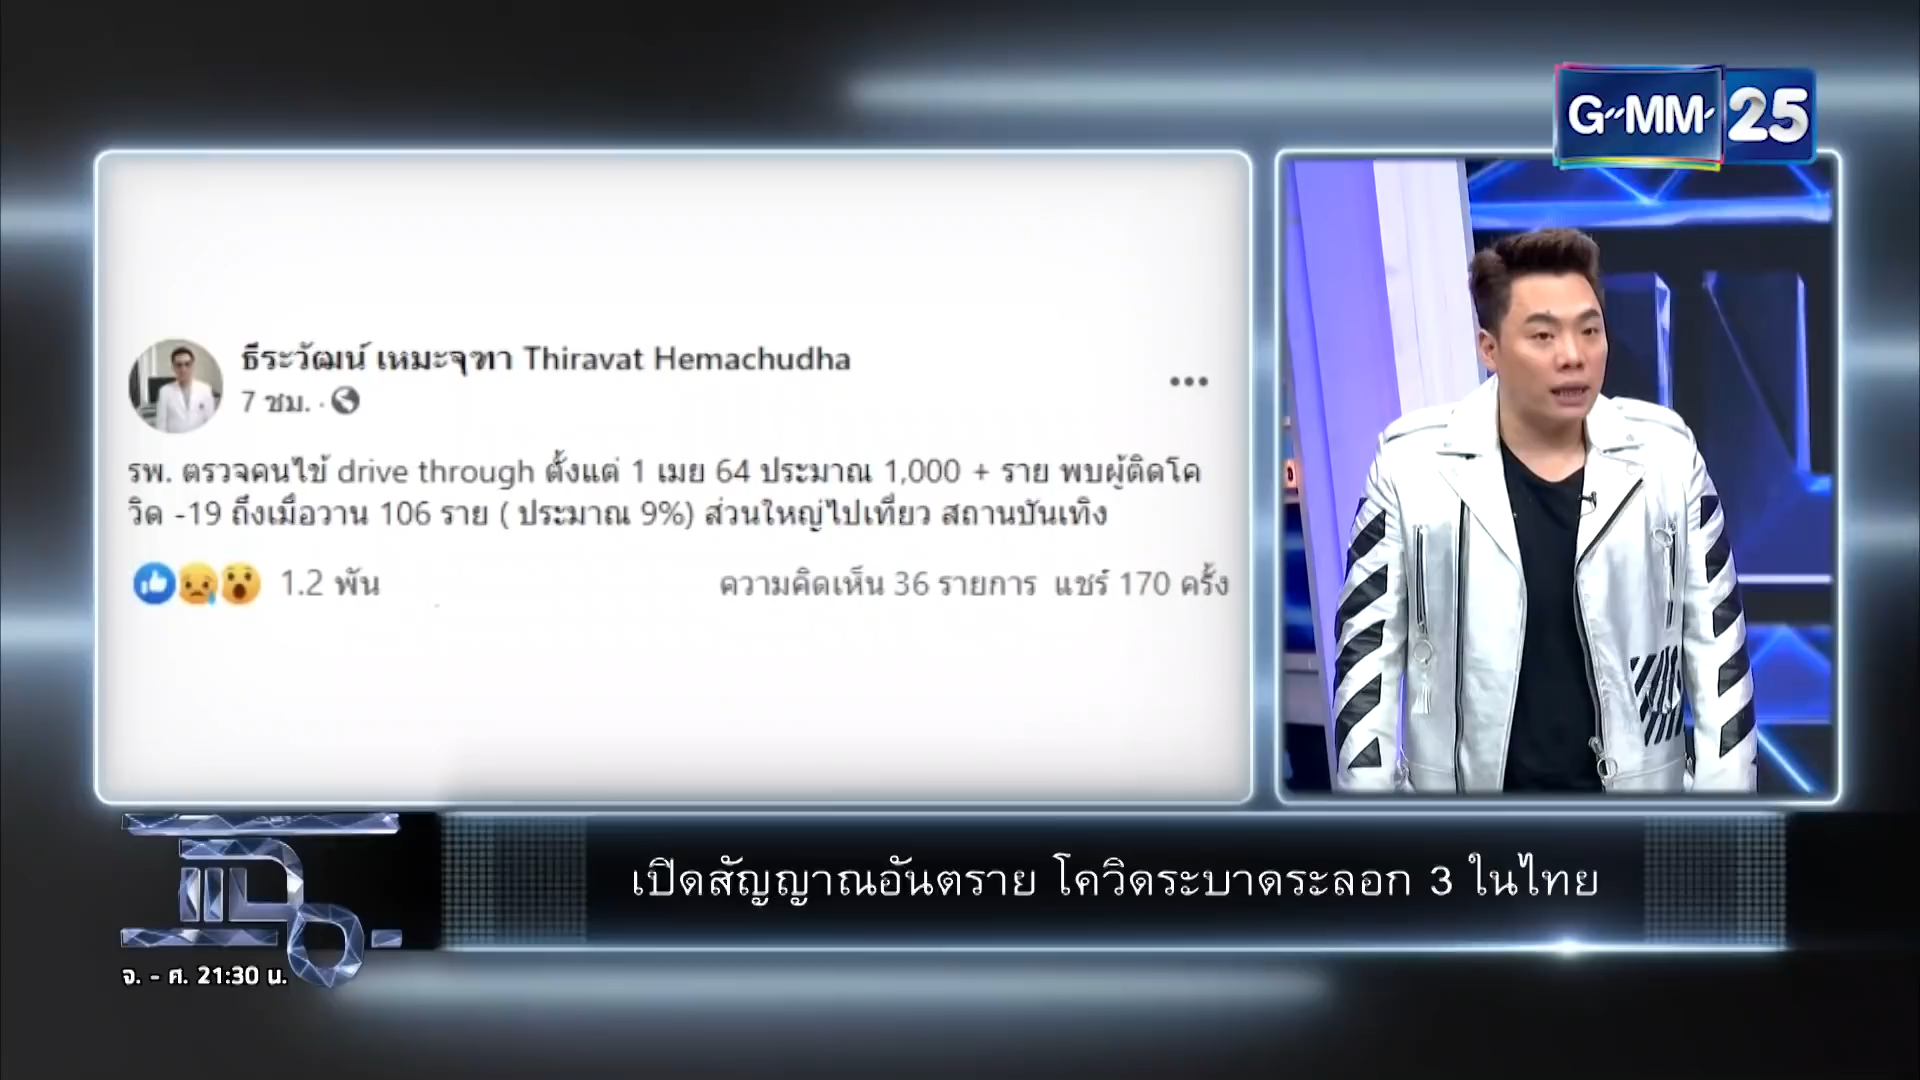 G"MM' 25
ธีระวัฒน์ เหมะจุฑา Thiravat Hemachudha
7 ชม. ·
รพ. ตรวจคนไข้ drive through ตั้งแต่ 1 เมย 64 ประมาณ 1,000 + ราย พบผู้ติดโค
วิด -19 ถึงเมื่อวาน 106 ราย ( ประมาณ 9%) ส่วนใหญ่ไปเที่ยว สถานบันเทิง
1.2 พัน ความคิดเห็น 36 รายการ แชร์ 170 ครั้ง
เปิดสัญญาณอันตราย โควิดระบาดระลอก 3 ในไทย
จ. - ศ. 21:30 น.